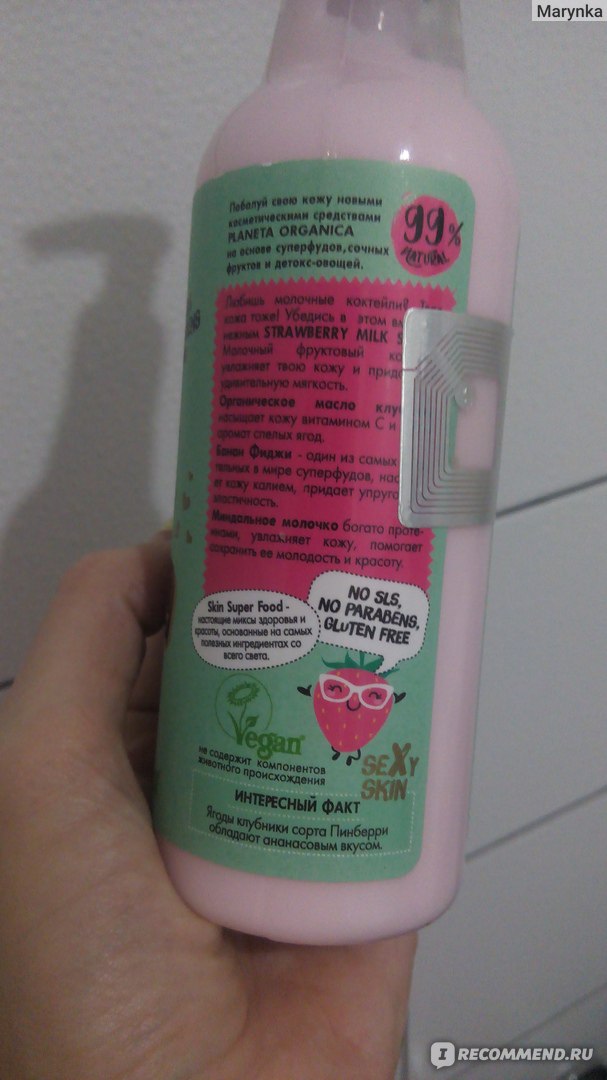 Marynka
Побалуй свою кожу новыми
косметическими средствами
PLANETA ORGANICA
на основе суперфудов, сочных
фруктов и детокс-овощей.
99%
NATURAL
Любишь молочные коктейли?
кожа тоже! Убедись в этом
нежным STRAWBERRY MILK S
Молочный фруктовый
увлажняет твою кожу и
удивительную мягкость.
Органическое масло
насыщает кожу витамином С и
аромат спелых ягод.
Банан Фиджи - один из самых
тельных в мире суперфудов,
ет кожу калием, придает
эластичность.
Миндальное молочко богато проте-
инами, увлажняет кожу, помогает
сохранить ее молодость и красоту.
NO SLS,
NO PARABENS,
GLUTEN FREE
Skin Super Food -
настоящие миксы здоровья и
красоты, основанные на самых
полезных ингредиентах со
всего света.
Vegan
не содержит компонентов
животного происхождения
SEXY
SKIN
ИНТЕРЕСНЫЙ ФАКТ
Ягоды клубники сорта Пинберри
обладают ананасовым вкусом.
IRECOMMEND.RU